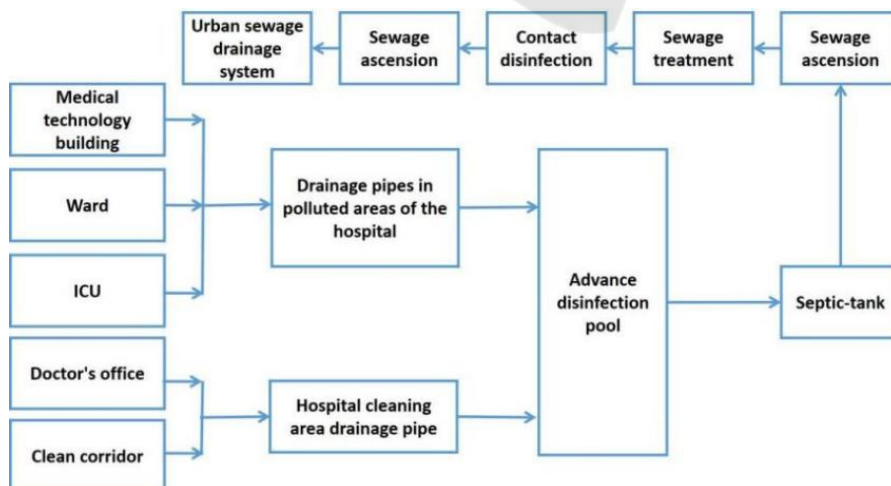 Urban sewage
drainage
system
Sewage
ascension
Contact
disinfection
Sewage
treatment
Sewage
ascension
Medical
technology
building
Ward
ICU
Doctor's office
Clean corridor
Drainage pipes in
polluted areas of the
hospital
Hospital cleaning
area drainage pipe
Advance
disinfection
pool
Septic-tank